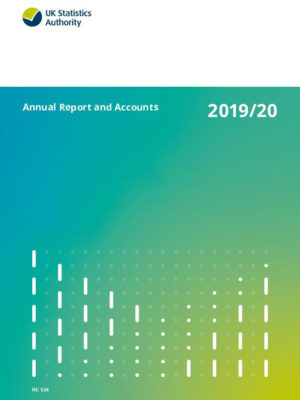 UK Statistics
Authority
Annual Report and Accounts
2019/20
HC 554